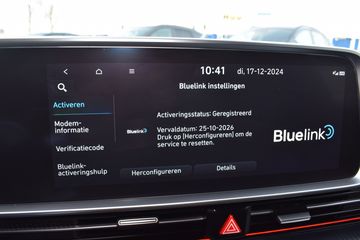 10:41
di, 17-12-2024
Bluelink instellingen
Activeren
Modem-
informatie
Verificatiecode
Bluelink-
activeringshulp
Bluelink
Activeringsstatus: Geregistreerd
Vervaldatum: 25-10-2026
Druk op [Herconfigureren] om
de service te resetten.
Bluelink
Herconfigureren
Details